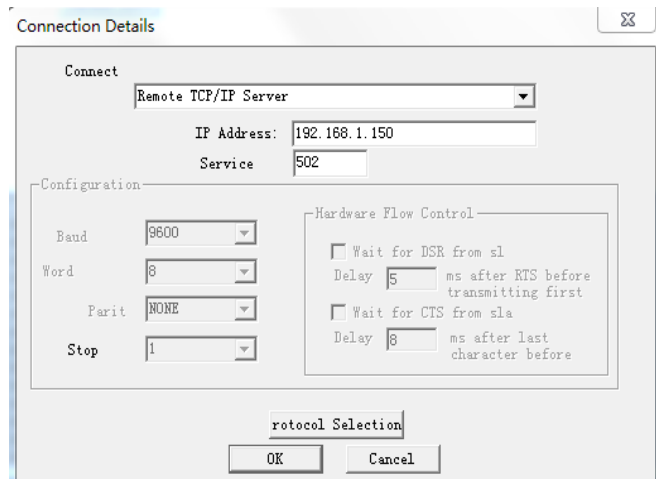 Connection Details
Connect
Remote TCP/IP Server
IP Address: 192.168.1.150
Service 502
Configuration
Baud 9600
Word 8
Parit NONE
Stop 1
Hardware Flow Control
Wait for DSR from sl
Delay 5 ms after RTS before
transmitting first
Wait for CTS from sla
Delay 8 ms after last
character before
rotocol Selection
OK Cancel